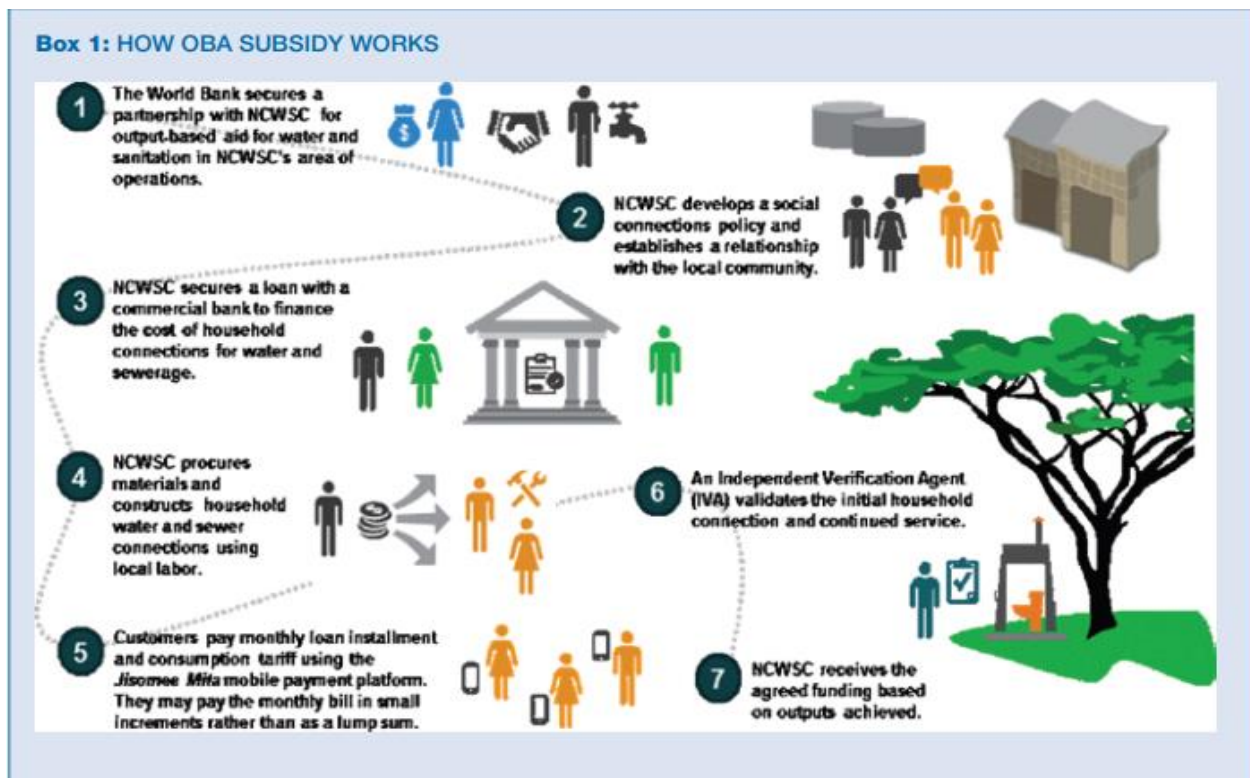 Box 1: HOW OBA SUBSIDY WORKS
1
The World Bank secures a
partnership with NCWSC for
output-based aid for water and
sanitation in NCWSC's area of
operations.
$
2
NCWSC develops a social
connections policy and
establishes a relationship
with the local community.
3
NCWSC secures a loan with a
commercial bank to finance
the cost of household
connections for water and
sewerage.
4
NCWSC procures
materials and
constructs household
water and sewer
connections using
local labor.
5
Customers pay monthly loan installment
and consumption tariff using the
Jisomee Mita mobile payment platform.
They may pay the monthly bill in small
increments rather than as a lump sum.
6
An Independent Verification Agent
(IVA) validates the initial household
connection and continued service.
7
NCWSC receives the
agreed funding based
on outputs achieved.